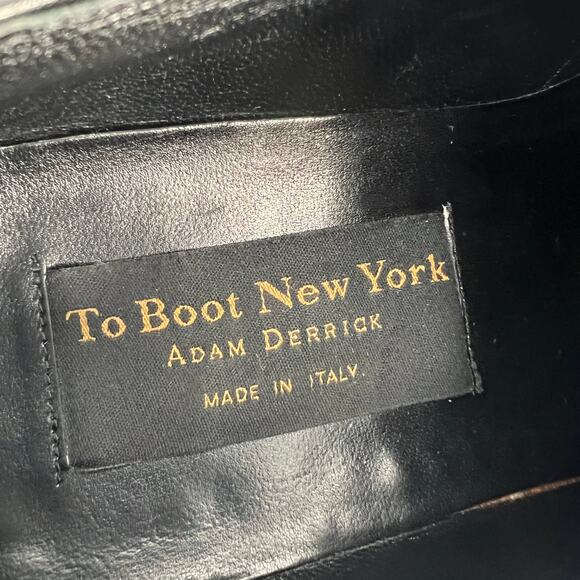 To Boot New York
Adam Derrick
Made in Italy.